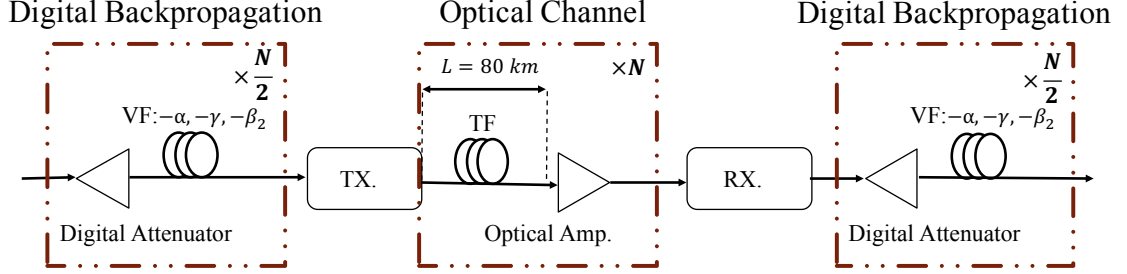 Digital Backpropagation
Optical Channel
Digital Backpropagation
× N/2
L = 80 km
×N
× N/2
VF:−α, −γ, −β₂
TF
VF:−α, −γ, −β₂
TX.
RX.
Digital Attenuator
Optical Amp.
Digital Attenuator